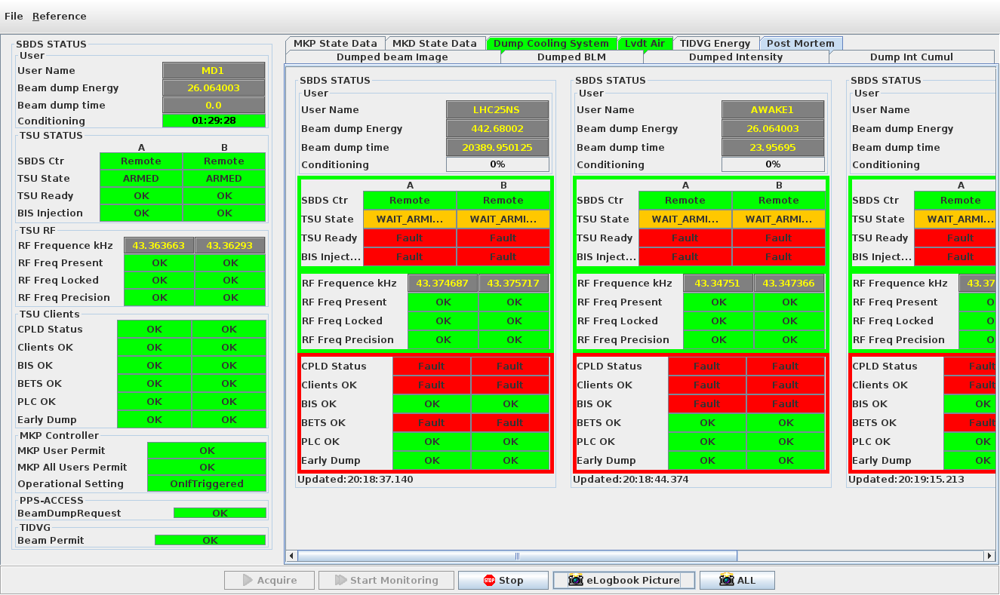 File Reference
SBDS STATUS
User
User Name MD1
Beam dump Energy 26.064003
Beam dump time 0.0
Conditioning 01:29:28
TSU STATUS
A B
SBDS Ctr Remote Remote
TSU State ARMED ARMED
TSU Ready OK OK
BIS Injection OK OK
TSU RF
RF Frequence kHz 43.363663 43.36293
RF Freq Present OK OK
RF Freq Locked OK OK
RF Freq Precision OK OK
TSU Clients
CPLD Status OK OK
Clients OK OK OK
BIS OK OK OK
BETS OK OK OK
PLC OK OK OK
Early Dump OK OK
MKP Controller
MKP User Permit OK
MKP All Users Permit OK
Operational Setting OnIfTriggered
PPS-ACCESS
BeamDumpRequest OK
TIDVG
Beam Permit OK
MKP State Data MKD State Data Dump Cooling System Lvdt Air TIDVG Energy Post Mortem
Dumped beam Image Dumped BLM Dumped Intensity Dump Int Cumul
SBDS STATUS
User
User Name LHC25NS
Beam dump Energy 442.68002
Beam dump time 20389.950125
Conditioning 0%
A B
SBDS Ctr Remote Remote
TSU State WAIT_ARMI... WAIT_ARMI...
TSU Ready Fault Fault
BIS Inject... Fault Fault
RF Frequence kHz 43.374687 43.375717
RF Freq Present OK OK
RF Freq Locked OK OK
RF Freq Precision OK OK
CPLD Status Fault Fault
Clients OK Fault Fault
BIS OK OK OK
BETS OK Fault Fault
PLC OK OK OK
Early Dump OK OK
Updated:20:18:37.140
SBDS STATUS
User
User Name AWAKE1
Beam dump Energy 26.064003
Beam dump time 23.95695
Conditioning 0%
A B
SBDS Ctr Remote Remote
TSU State WAIT_ARMI... WAIT_ARMI...
TSU Ready Fault Fault
BIS Inject... Fault Fault
RF Frequence kHz 43.34751 43.347366
RF Freq Present OK OK
RF Freq Locked OK OK
RF Freq Precision OK OK
CPLD Status Fault Fault
Clients OK Fault Fault
BIS OK Fault Fault
BETS OK OK OK
PLC OK OK OK
Early Dump OK OK
Updated:20:18:44.374
SBDS STATUS
User
User Name
Beam dump Energy
Beam dump time
Conditioning
A
SBDS Ctr Remote
TSU State WAIT_ARMI...
TSU Ready Fault
BIS Inject... Fault
RF Frequence kHz 43.37
RF Freq Present O
RF Freq Locked O
RF Freq Precision O
CPLD Status Fault
Clients OK Fault
BIS OK OK
BETS OK Fault
PLC OK OK
Early Dump OK
Updated:20:19:15.213
Acquire Start Monitoring STOP Stop eLogbook Picture ALL